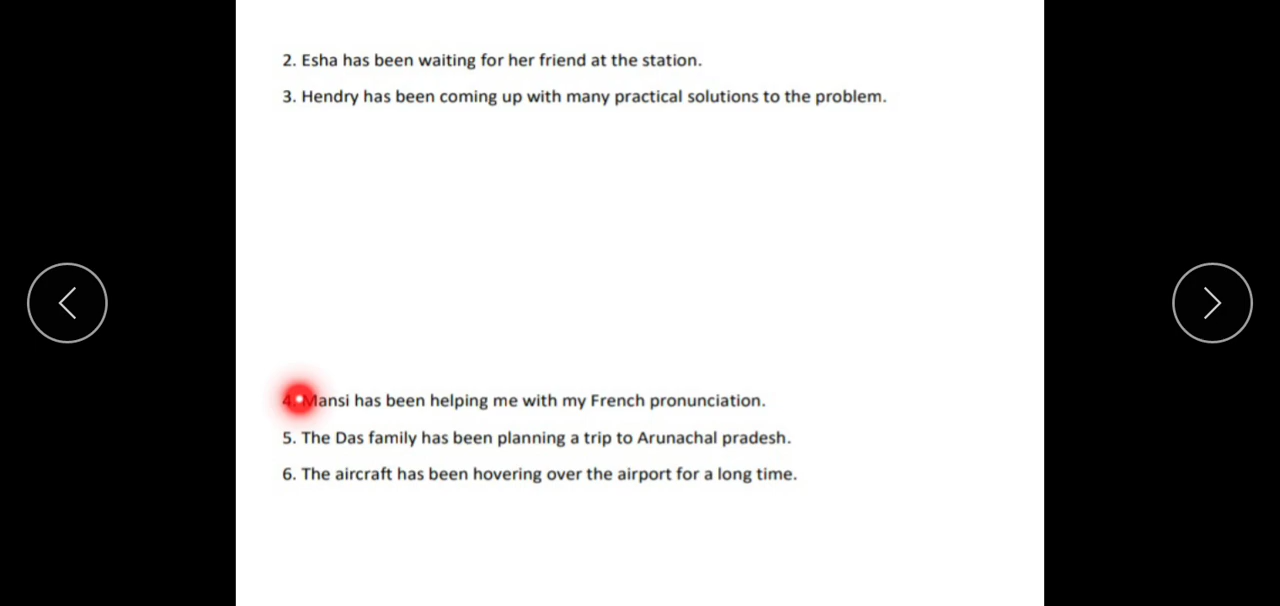 2. Esha has been waiting for her friend at the station.
3. Hendry has been coming up with many practical solutions to the problem.
4. Mansi has been helping me with my French pronunciation.
5. The Das family has been planning a trip to Arunachal pradesh.
6. The aircraft has been hovering over the airport for a long time.